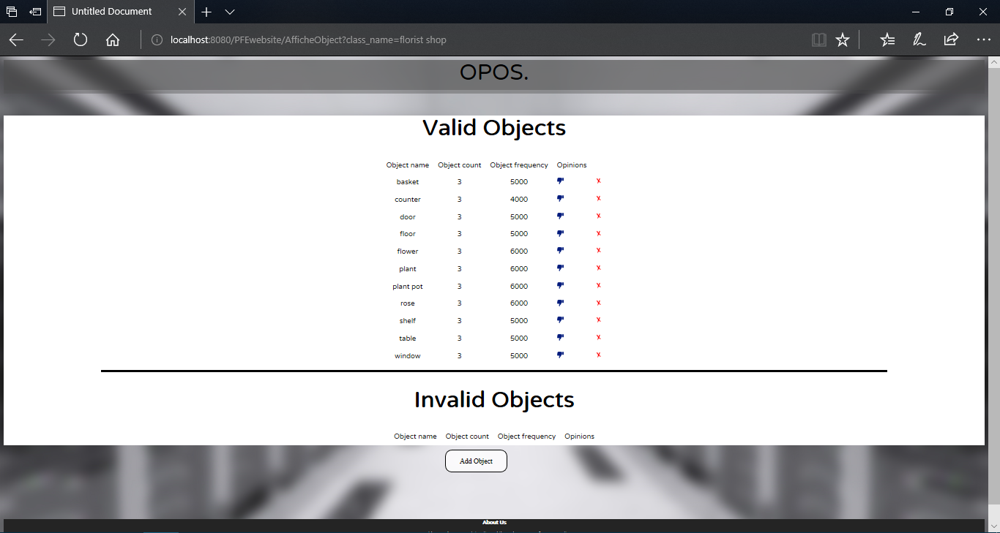 Untitled Document
localhost:8080/PFEwebsite/AfficheObject?class_name=florist shop
OPOS.
Valid Objects
Object name Object count Object frequency Opinions
basket 3 5000 x
counter 3 4000 x
door 3 5000 x
floor 3 5000 x
flower 3 6000 x
plant 3 6000 x
plant pot 3 6000 x
rose 3 6000 x
shelf 3 5000 x
table 3 5000 x
window 3 5000 x
Invalid Objects
Object name Object count Object frequency Opinions
Add Object
About Us